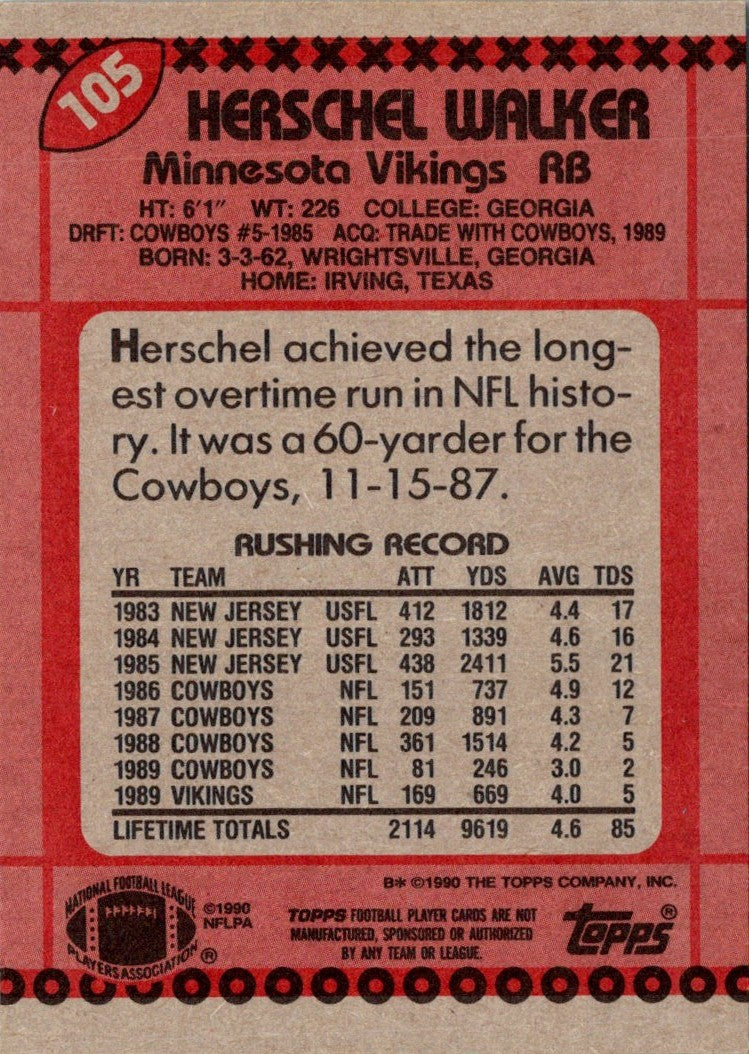 105
HERSCHEL WALKER
Minnesota Vikings RB
HT: 6'1" WT: 226 COLLEGE: GEORGIA
DRFT: COWBOYS #5-1985 ACQ: TRADE WITH COWBOYS, 1989
BORN: 3-3-62, WRIGHTSVILLE, GEORGIA
HOME: IRVING, TEXAS
Herschel achieved the long-
est overtime run in NFL histo-
ry. It was a 60-yarder for the
Cowboys, 11-15-87.
RUSHING RECORD
YR TEAM ATT YDS AVG TDS
1983 NEW JERSEY USFL 412 1812 4.4 17
1984 NEW JERSEY USFL 293 1339 4.6 16
1985 NEW JERSEY USFL 438 2411 5.5 21
1986 COWBOYS NFL 151 737 4.9 12
1987 COWBOYS NFL 209 891 4.3 7
1988 COWBOYS NFL 361 1514 4.2 5
1989 COWBOYS NFL 81 246 3.0 2
1989 VIKINGS NFL 169 669 4.0 5
LIFETIME TOTALS 2114 9619 4.6 85
B* ©1990 THE TOPPS COMPANY, INC.
NATIONAL FOOTBALL LEAGUE
PLAYERS ASSOCIATION ®
©1990
NFLPA
TOPPS FOOTBALL PLAYER CARDS ARE NOT
MANUFACTURED, SPONSORED OR AUTHORIZED
BY ANY TEAM OR LEAGUE.
topps®